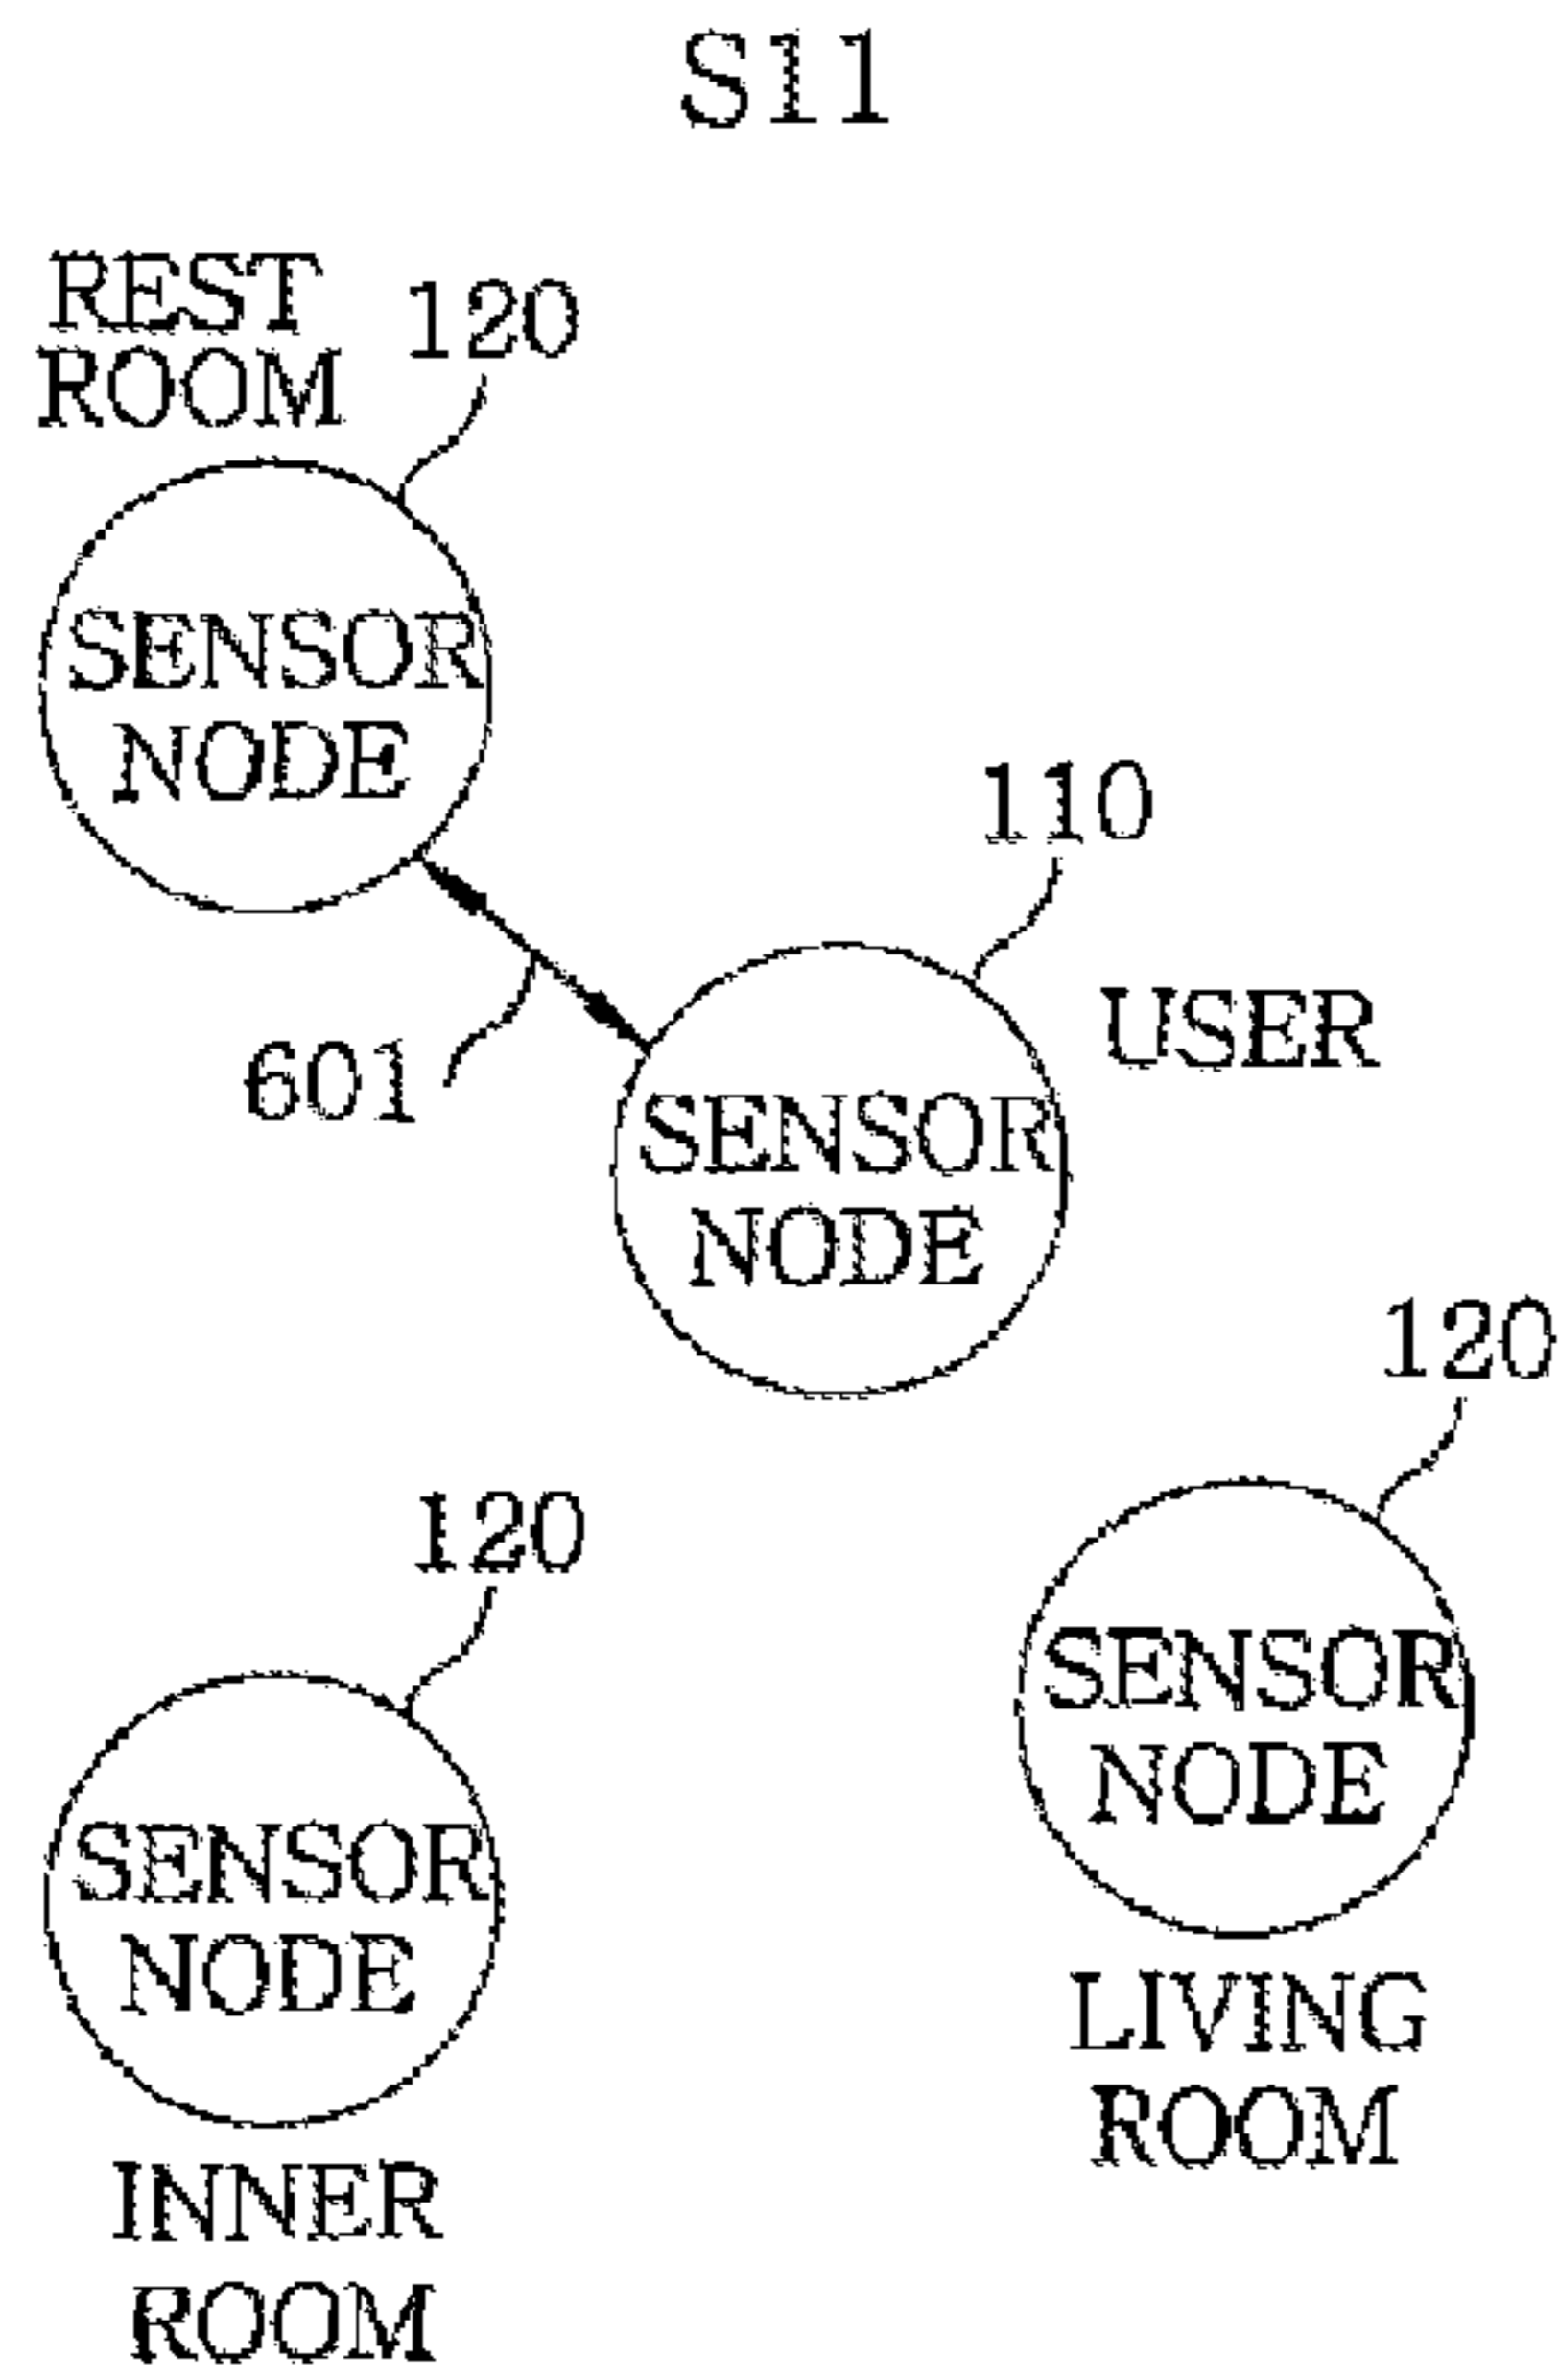 S11
REST
ROOM
120
SENSOR
NODE
110
USER
601
SENSOR
NODE
120
120
SENSOR
NODE
SENSOR
NODE
LIVING
ROOM
INNER
ROOM